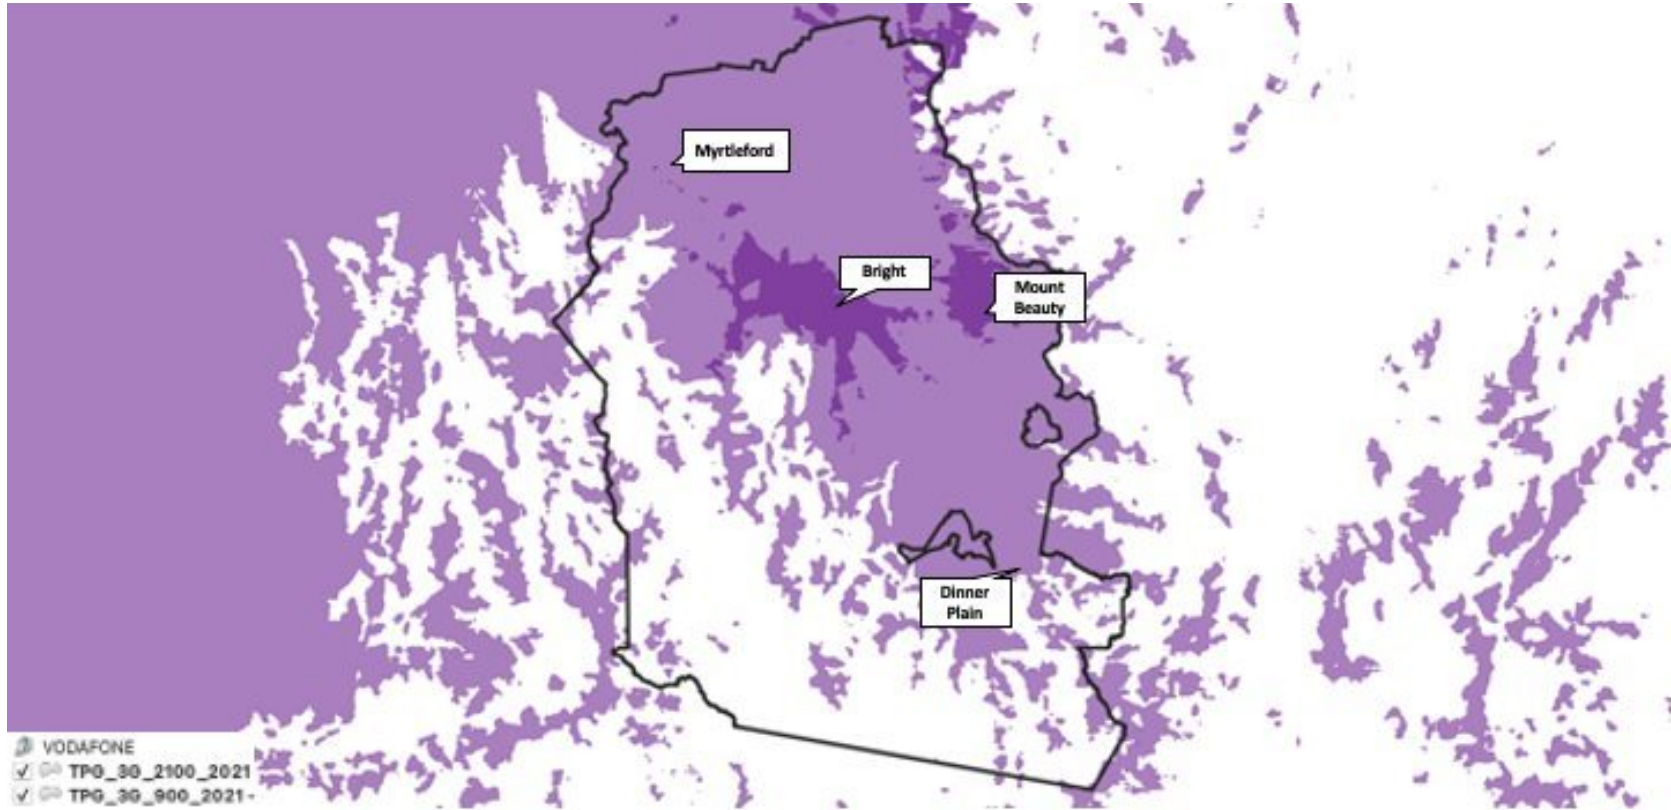 Myrtleford
Bright
Mount
Beauty
Dinner
Plain
VODAFONE
TPG_3G_2100_2021
TPG_3G_900_2021-